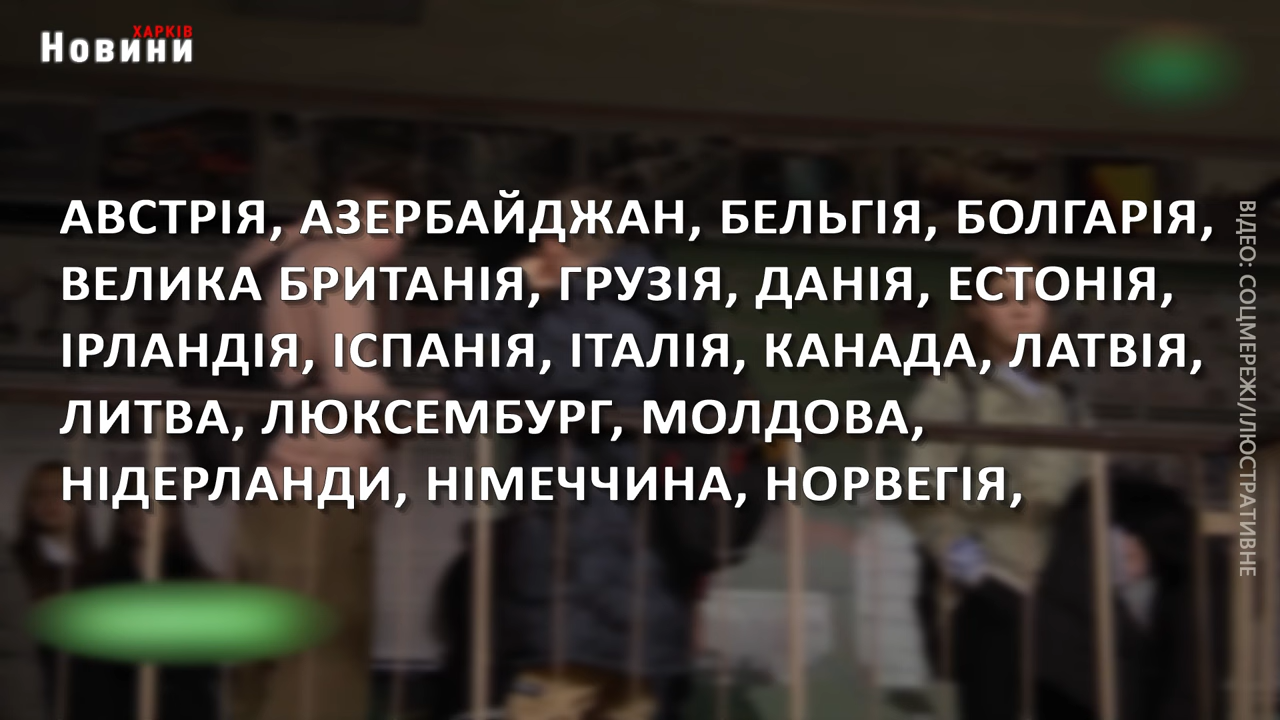 ХАРКІВ
Новини
АВСТРІЯ, АЗЕРБАЙДЖАН, БЕЛЬГІЯ, БОЛГАРІЯ,
ВЕЛИКА БРИТАНІЯ, ГРУЗІЯ, ДАНІЯ, ЕСТОНІЯ,
ІРЛАНДІЯ, ІСПАНІЯ, ІТАЛІЯ, КАНАДА, ЛАТВІЯ,
ЛИТВА, ЛЮКСЕМБУРГ, МОЛДОВА,
НІДЕРЛАНДИ, НІМЕЧЧИНА, НОРВЕГІЯ,
ВІДЕО: СОЦМЕРЕЖІ/ІЛЮСТРАТИВНЕ